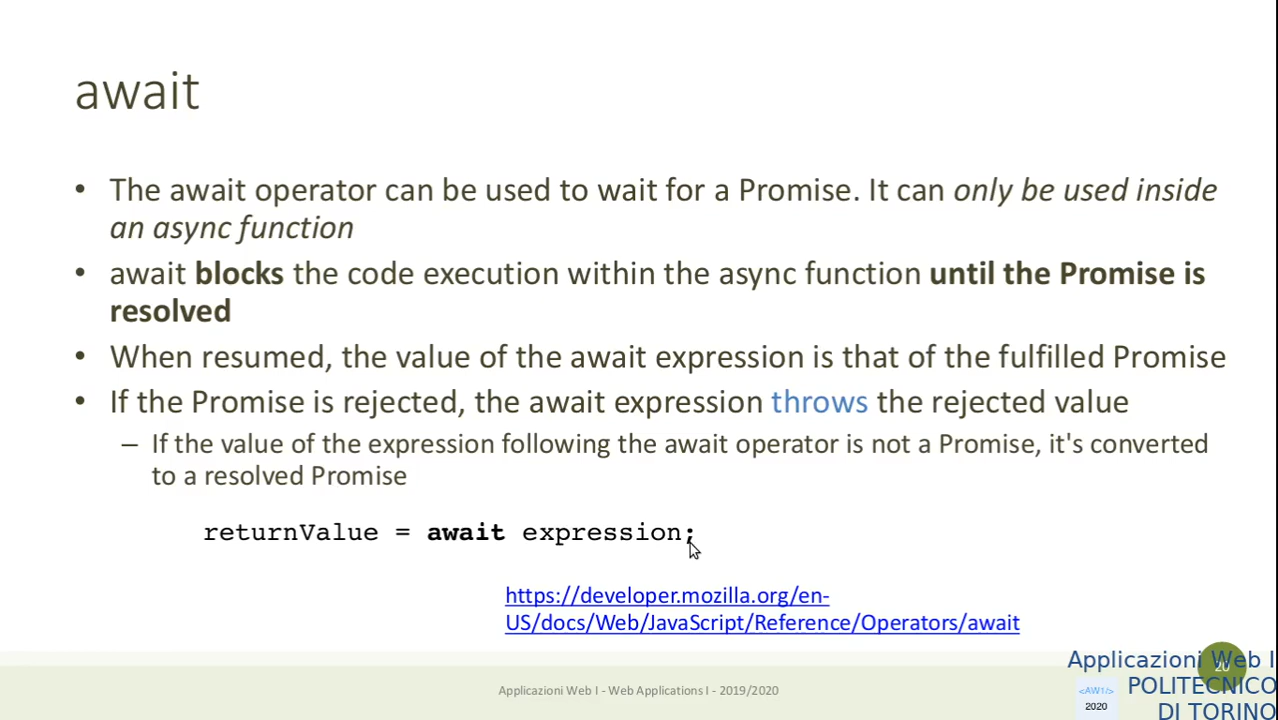 await
• The await operator can be used to wait for a Promise. It can only be used inside
an async function
• await blocks the code execution within the async function until the Promise is
resolved
• When resumed, the value of the await expression is that of the fulfilled Promise
• If the Promise is rejected, the await expression throws the rejected value
– If the value of the expression following the await operator is not a Promise, it's converted
to a resolved Promise
returnValue = await expression;
https://developer.mozilla.org/en-
US/docs/Web/JavaScript/Reference/Operators/await
Applicazioni Web I - Web Applications I - 2019/2020
20
Applicazioni Web I
POLITECNICO
DI TORINO
<AW1/>
2020